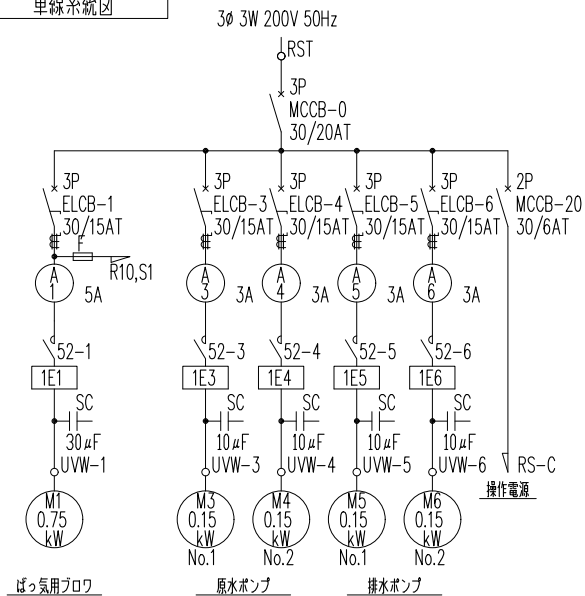 単線系統図
3ø 3W 200V 50Hz
RST
3P
MCCB-0
30/20AT
3P
ELCB-1
30/15AT
3P
ELCB-3
30/15AT
3P
ELCB-4
30/15AT
3P
ELCB-5
30/15AT
3P
ELCB-6
30/15AT
2P
MCCB-20
30/6AT
F
R10,S1
A
1
5A
A
3
3A
A
4
3A
A
5
3A
A
6
3A
52-1
52-3
52-4
52-5
52-6
1E1
1E3
1E4
1E5
1E6
SC
30μF
SC
10μF
SC
10μF
SC
10μF
SC
10μF
UVW-1
UVW-3
UVW-4
UVW-5
UVW-6
RS-C
操作電源
M1
0.75
kW
M3
0.15
kW
No.1
M4
0.15
kW
No.2
M5
0.15
kW
No.1
M6
0.15
kW
No.2
ばっ気用ブロワ
原水ポンプ
排水ポンプ